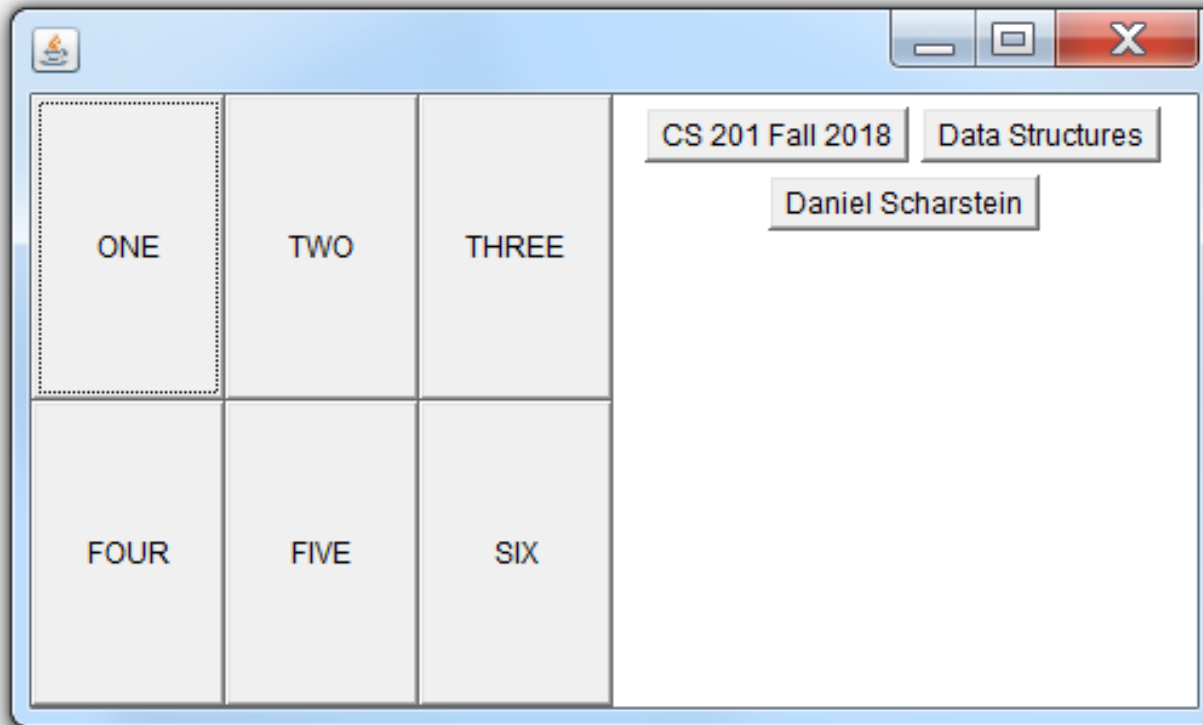 ONE TWO THREE
FOUR FIVE SIX
CS 201 Fall 2018 Data Structures
Daniel Scharstein